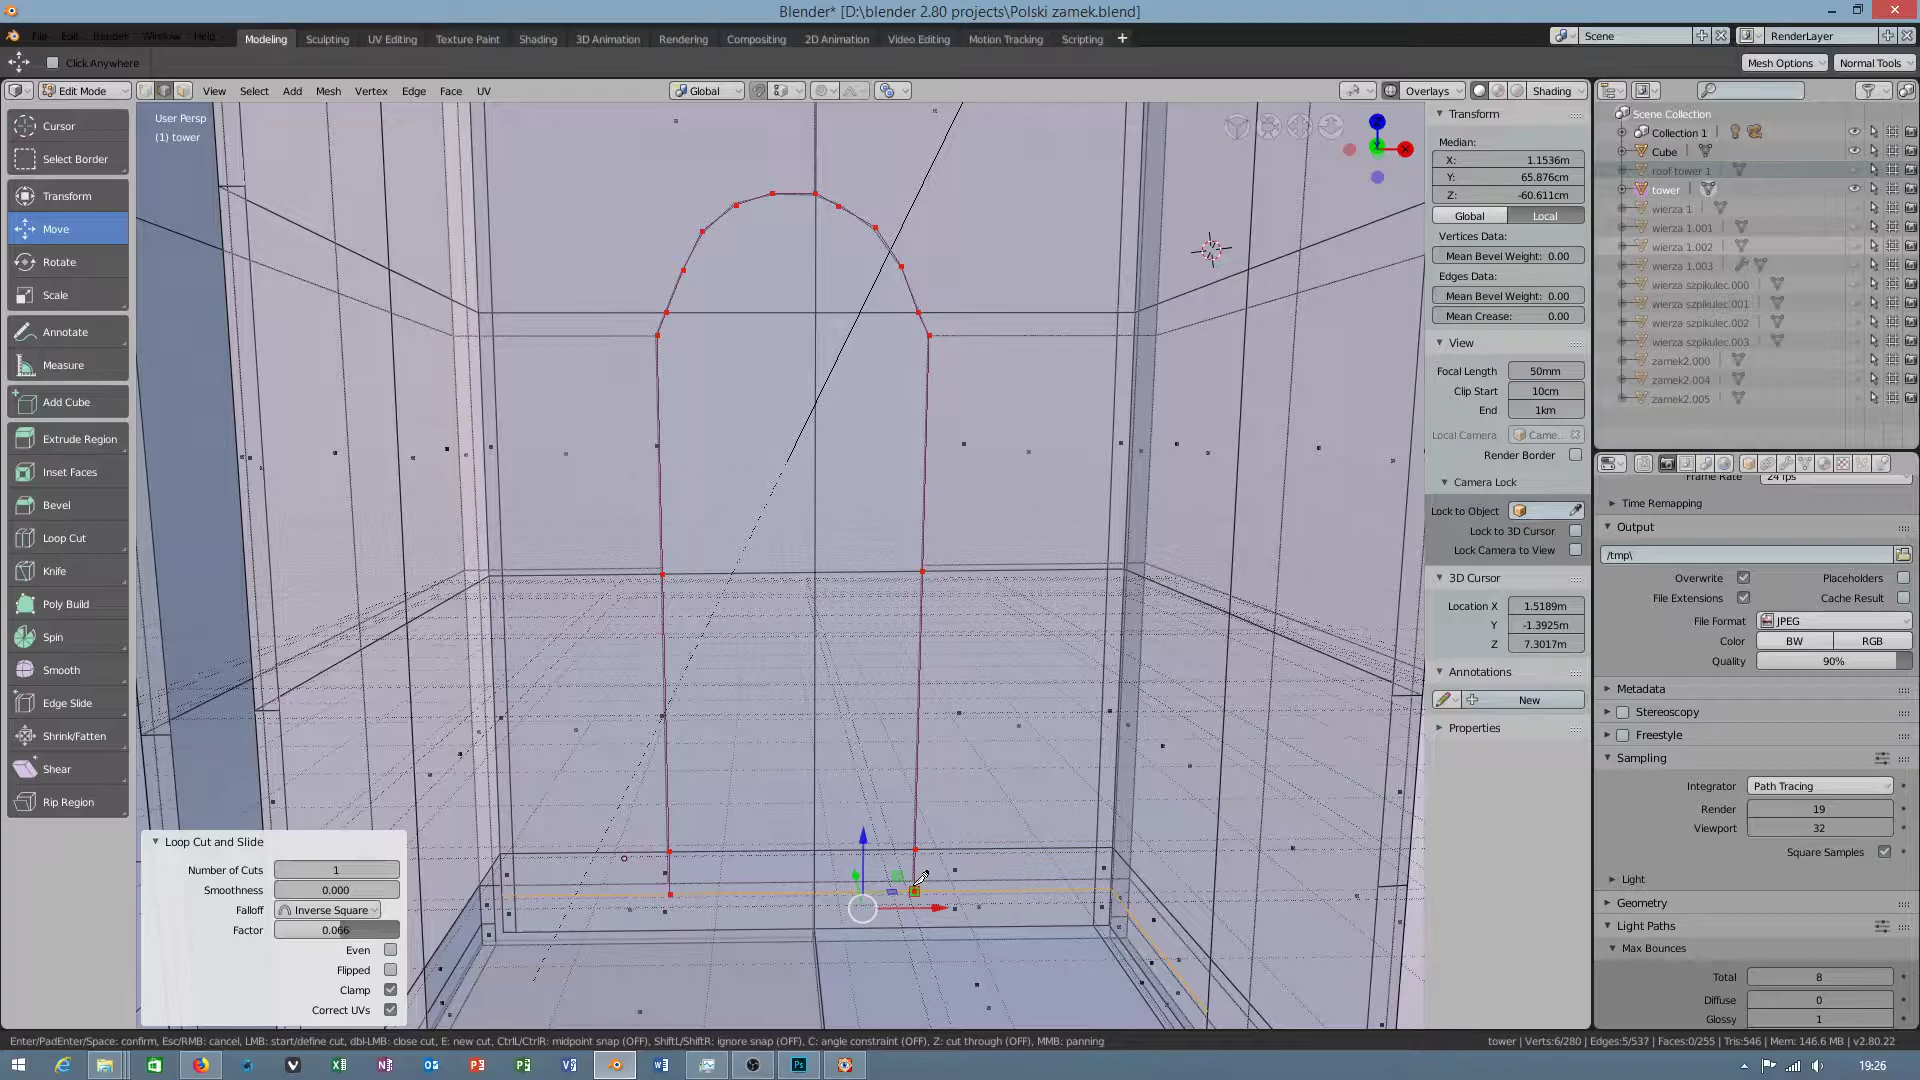 Blender* [D:\blender 2.80 projects\Polski zamek.blend]
File Edit Render Window Help
Modeling Sculpting UV Editing Texture Paint Shading 3D Animation Rendering Compositing 2D Animation Video Editing Motion Tracking Scripting
Scene RenderLayer
Click Anywhere
Mesh Options Normal Tools
Edit Mode View Select Add Mesh Vertex Edge Face UV Global Overlays Shading
User Persp
(1) tower
Cursor
Select Border
Transform
Move
Rotate
Scale
Annotate
Measure
Add Cube
Extrude Region
Inset Faces
Bevel
Loop Cut
Knife
Poly Build
Spin
Smooth
Edge Slide
Shrink/Fatten
Shear
Rip Region
Loop Cut and Slide
Number of Cuts 1
Smoothness 0.000
Falloff Inverse Square
Factor 0.066
Even
Flipped
Clamp
Correct UVs
Transform
Median:
X: 1.1536m
Y: 65.876cm
Z: -60.611cm
Global Local
Vertices Data:
Mean Bevel Weight: 0.00
Edges Data:
Mean Bevel Weight: 0.00
Mean Crease: 0.00
View
Focal Length 50mm
Clip Start 10cm
End 1km
Local Camera Came...
Render Border
Camera Lock
Lock to Object
Lock to 3D Cursor
Lock Camera to View
3D Cursor
Location X 1.5189m
Y -1.3925m
Z 7.3017m
Annotations
New
Properties
Scene Collection
Collection 1
Cube
roof tower 1
tower
wierza 1
wierza 1.001
wierza 1.002
wierza 1.003
wierza szpikulec.000
wierza szpikulec.001
wierza szpikulec.002
wierza szpikulec.003
zamek2.000
zamek2.004
zamek2.005
Frame Rate 24 fps
Time Remapping
Output
/tmp\
Overwrite Placeholders
File Extensions Cache Result
File Format JPEG
Color BW RGB
Quality 90%
Metadata
Stereoscopy
Freestyle
Sampling
Integrator Path Tracing
Render 19
Viewport 32
Square Samples
Light
Geometry
Light Paths
Max Bounces
Total 8
Diffuse 0
Glossy 1
Enter/PadEnter/Space: confirm, Esc/RMB: cancel, LMB: start/define cut, dbl-LMB: close cut, E: new cut, CtrlL/CtrlR: midpoint snap (OFF), ShiftL/ShiftR: ignore snap (OFF), C: angle constraint (OFF), Z: cut through (OFF), MMB: panning
tower | Verts:6/280 | Edges:5/537 | Faces:0/255 | Tris:546 | Mem: 146.6 MB | v2.80.22
19:26